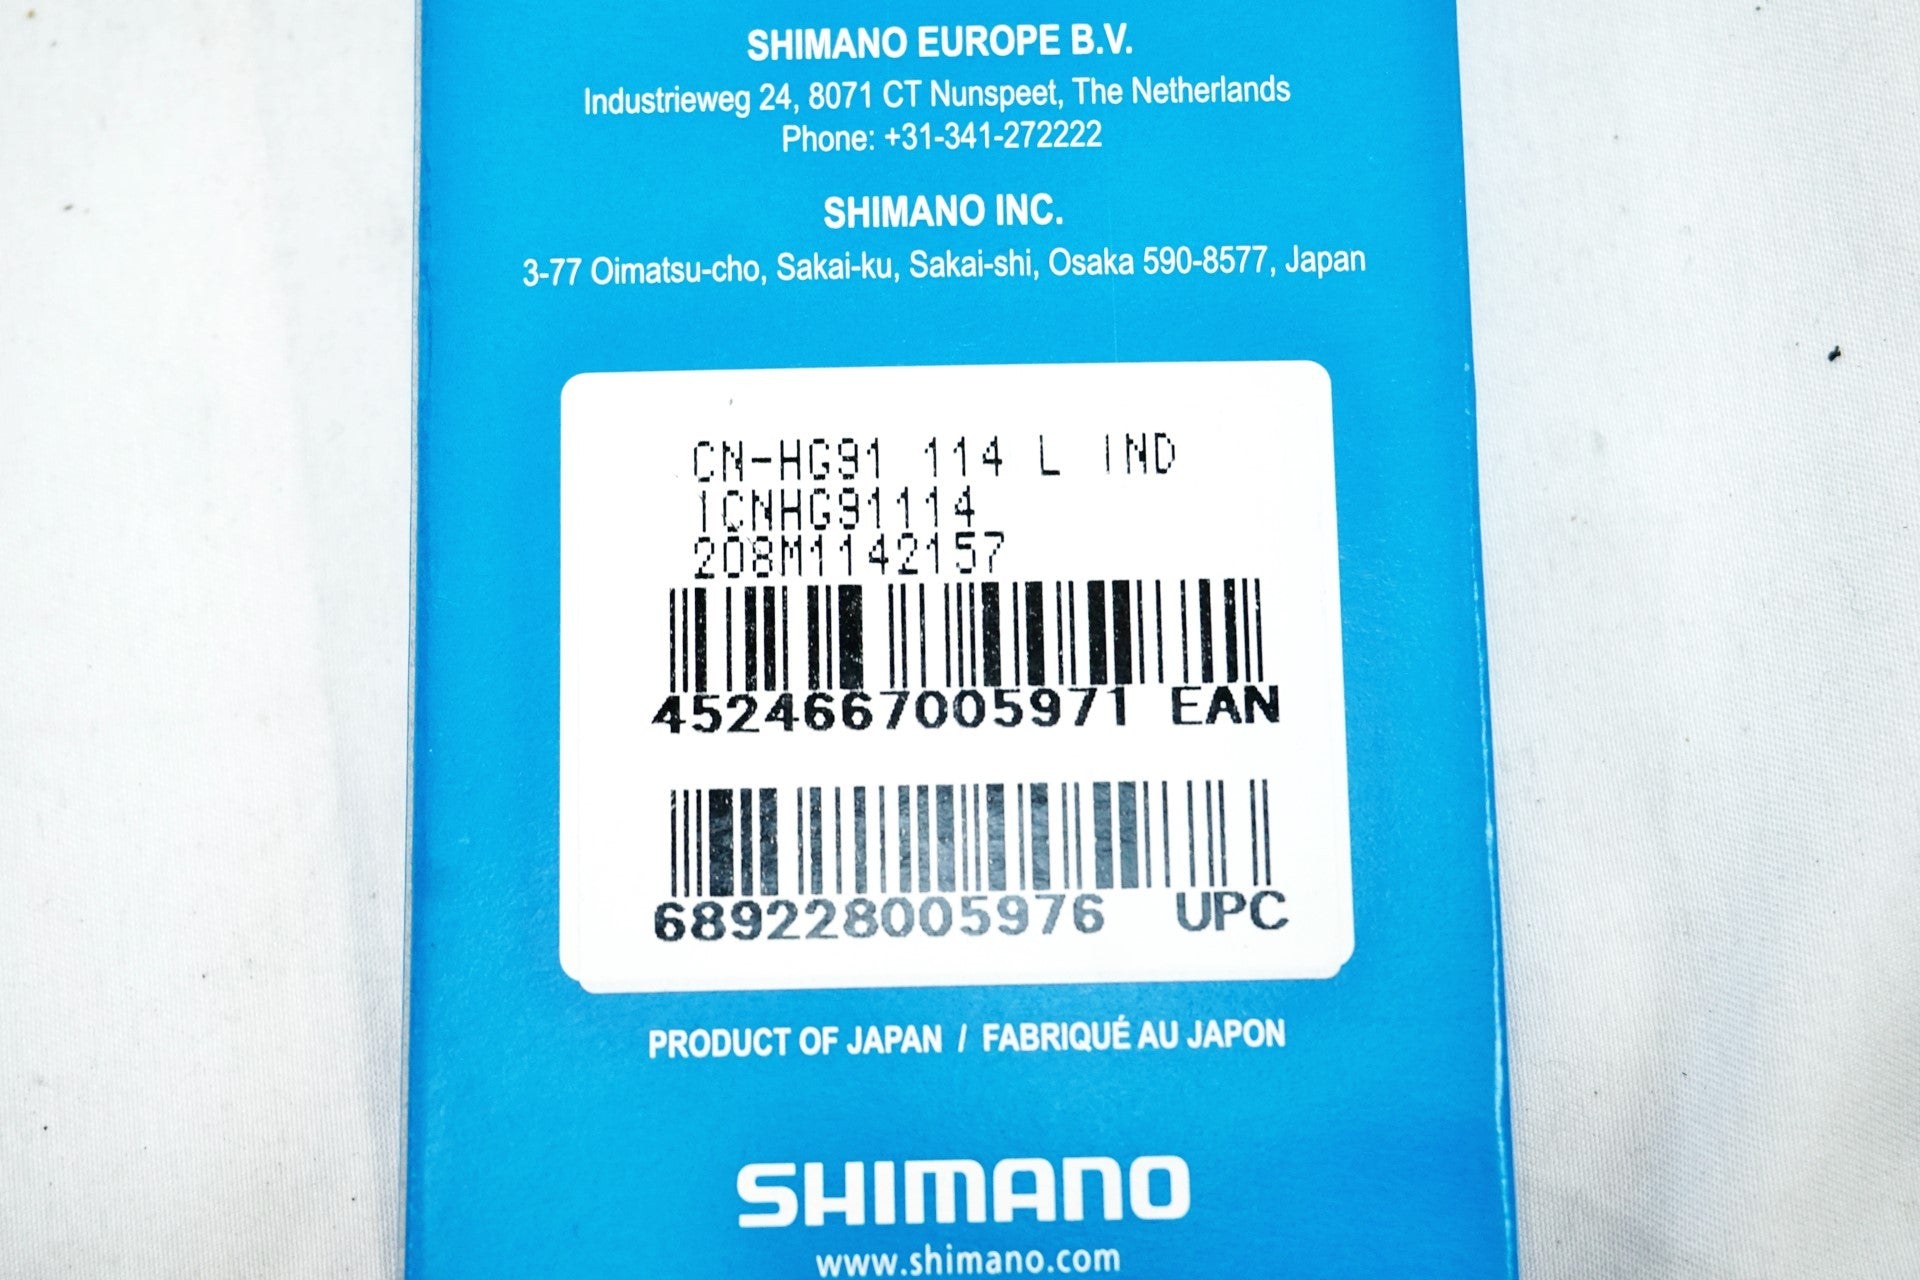 SHIMANO EUROPE B.V.
Industrieweg 24, 8071 CT Nunspeet, The Netherlands
Phone: +31-341-272222
SHIMANO INC.
3-77 Oimatsu-cho, Sakai-ku, Sakai-shi, Osaka 590-8577, Japan
CN-HG91 114 L IND
1CNHG91114
208M1142157
4524667005971 EAN
689228005976 UPC
PRODUCT OF JAPAN / FABRIQUÉ AU JAPON
SHIMANO
www.shimano.com